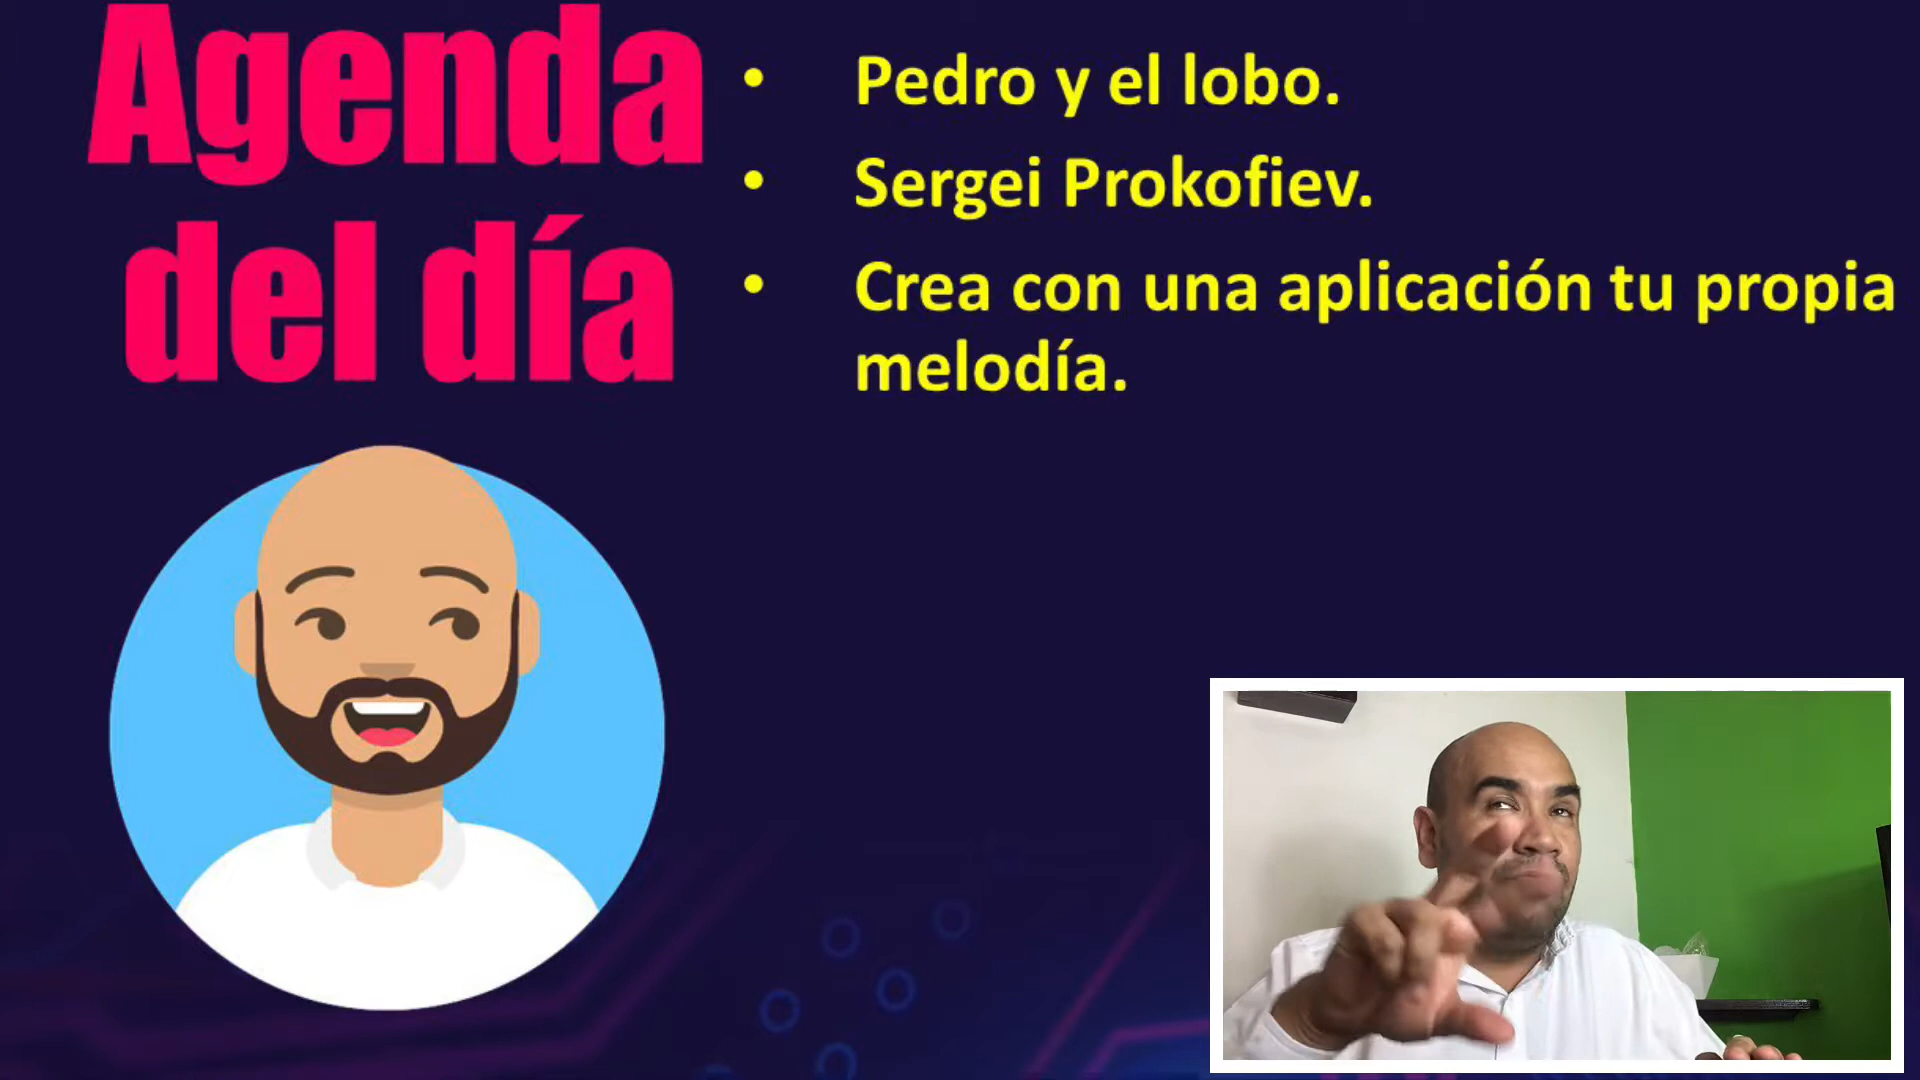 Agenda
del día
• Pedro y el lobo.
• Sergei Prokofiev.
• Crea con una aplicación tu propia
melodía.